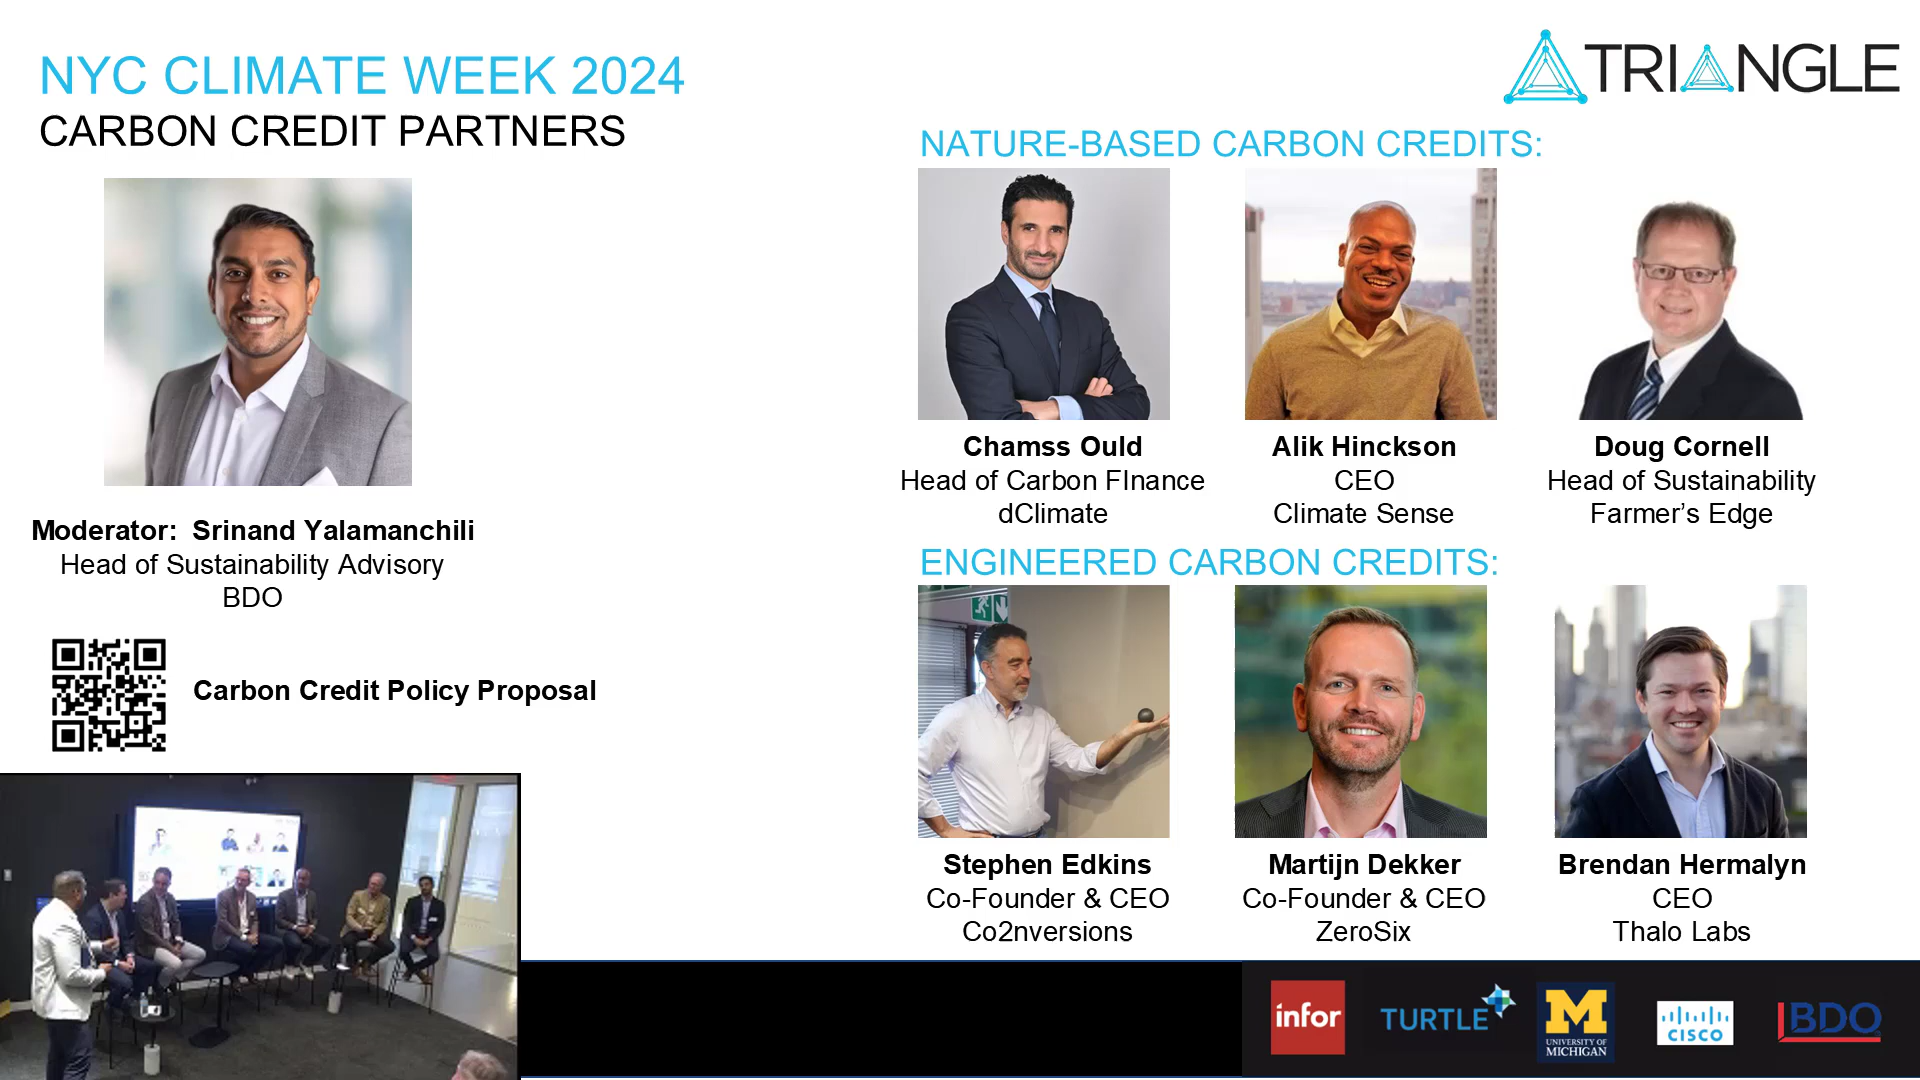 NYC CLIMATE WEEK 2024
CARBON CREDIT PARTNERS
TRIANGLE
Moderator:  Srinand Yalamanchili
Head of Sustainability Advisory
BDO
Carbon Credit Policy Proposal
NATURE-BASED CARBON CREDITS:
Chamss Ould
Head of Carbon FInance
dClimate
Alik Hinckson
CEO
Climate Sense
Doug Cornell
Head of Sustainability
Farmer’s Edge
ENGINEERED CARBON CREDITS:
Stephen Edkins
Co-Founder & CEO
Co2nversions
Martijn Dekker
Co-Founder & CEO
ZeroSix
Brendan Hermalyn
CEO
Thalo Labs
infor
TURTLE
M
UNIVERSITY OF
MICHIGAN
CISCO
BDO